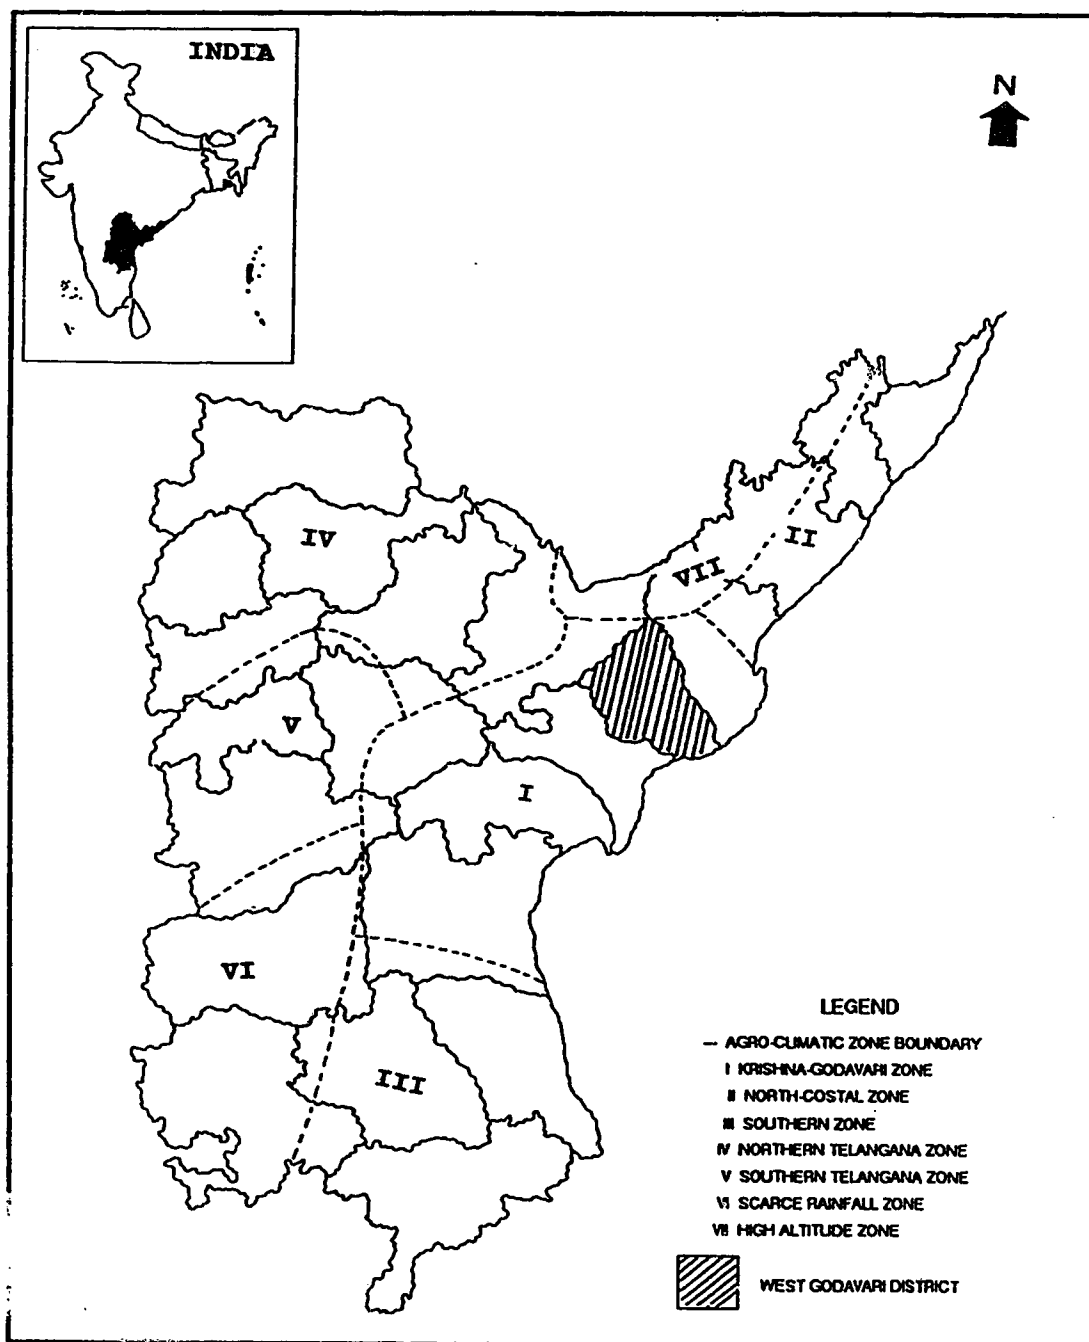 INDIA
N
IV
II
VII
V
I
VI
III
LEGEND
-- AGRO-CLIMATIC ZONE BOUNDARY
I KRISHNA-GODAVARI ZONE
II NORTH-COSTAL ZONE
III SOUTHERN ZONE
IV NORTHERN TELANGANA ZONE
V SOUTHERN TELANGANA ZONE
VI SCARCE RAINFALL ZONE
VII HIGH ALTITUDE ZONE
WEST GODAVARI DISTRICT